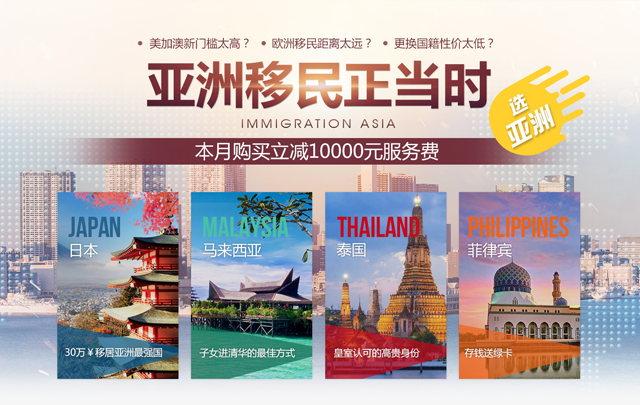 • 美加澳新门槛太高？ • 欧洲移民距离太远？ • 更换国籍性价太低？
亚洲移民正当时
选
亚洲
IMMIGRATION ASIA
本月购买立减10000元服务费
JAPAN
日本
30万￥移居亚洲最强国
MALAYSIA
马来西亚
子女进清华的最佳方式
THAILAND
泰国
皇室认可的高贵身份
PHILIPPINES
菲律宾
存钱送绿卡